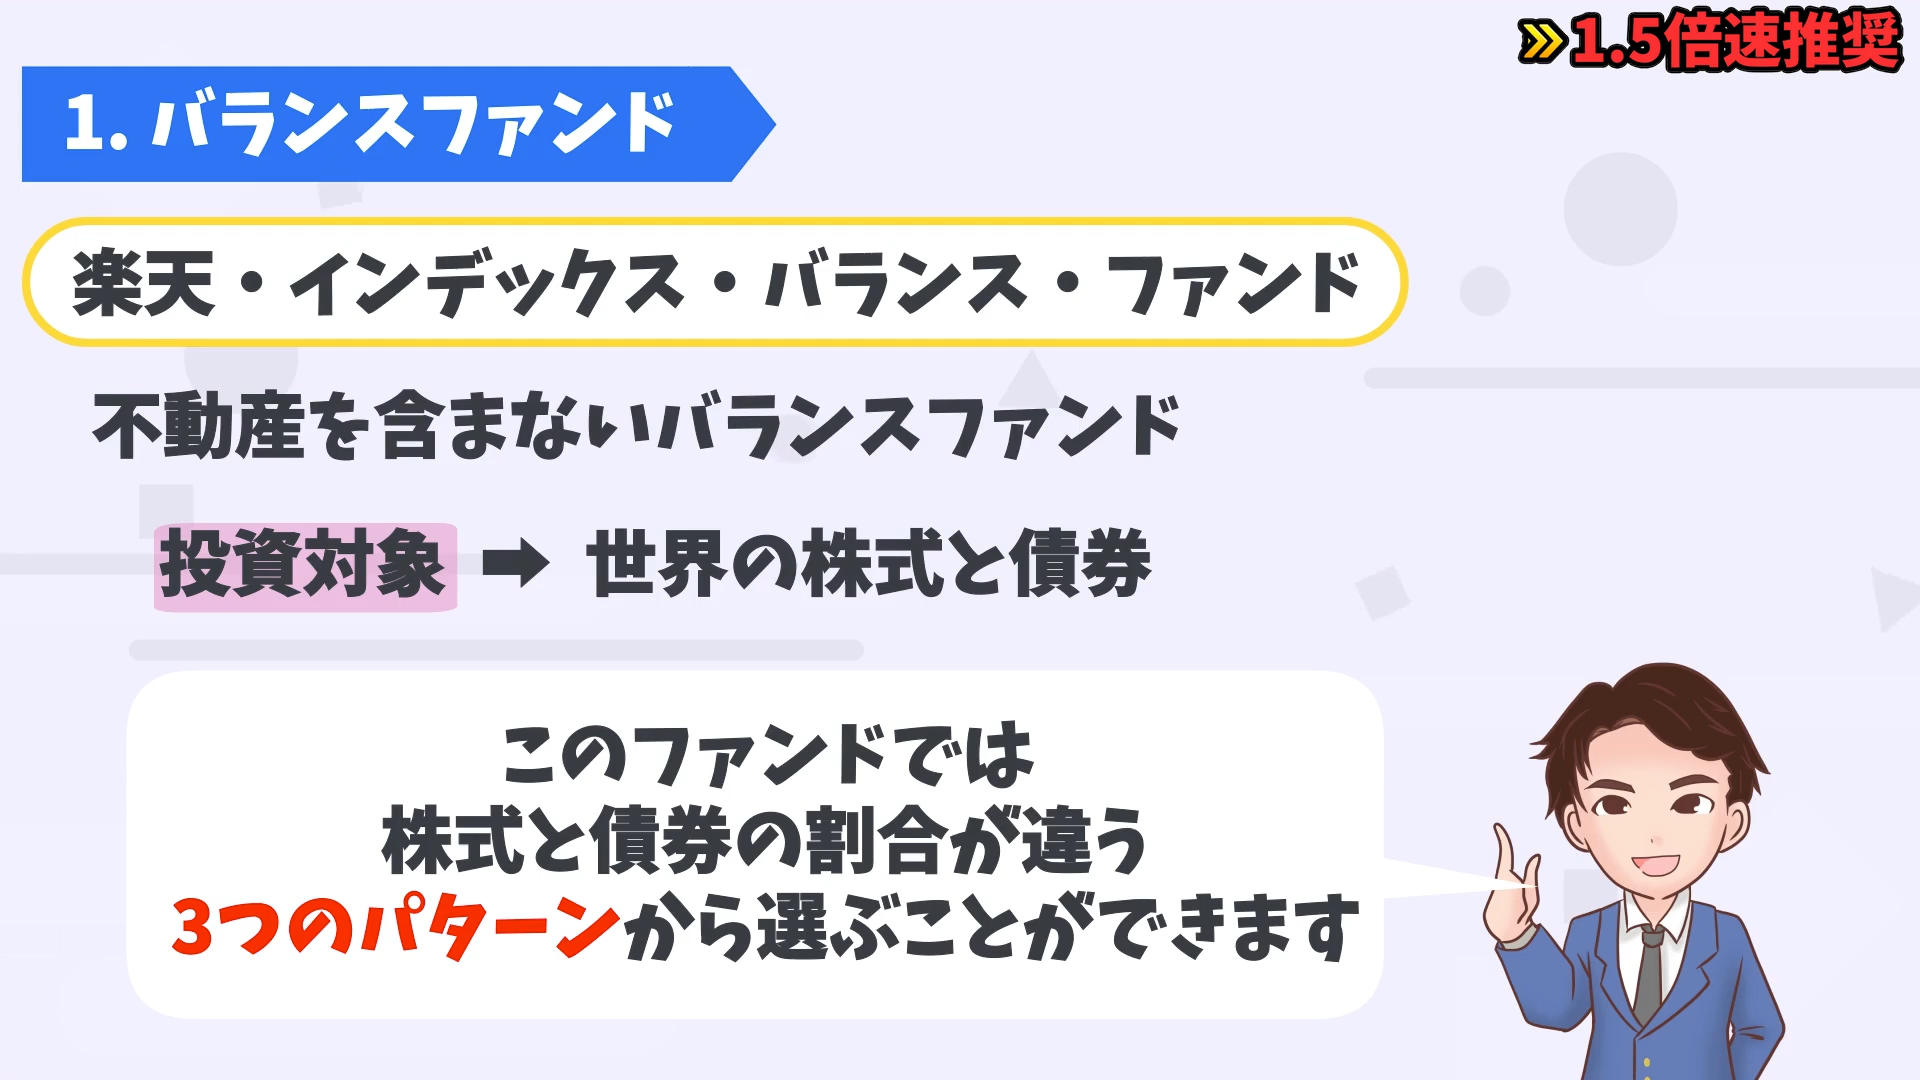 1.5倍速推奨
1. バランスファンド
楽天・インデックス・バランス・ファンド
不動産を含まないバランスファンド
投資対象 ➡ 世界の株式と債券
このファンドでは
株式と債券の割合が違う
3つのパターンから選ぶことができます